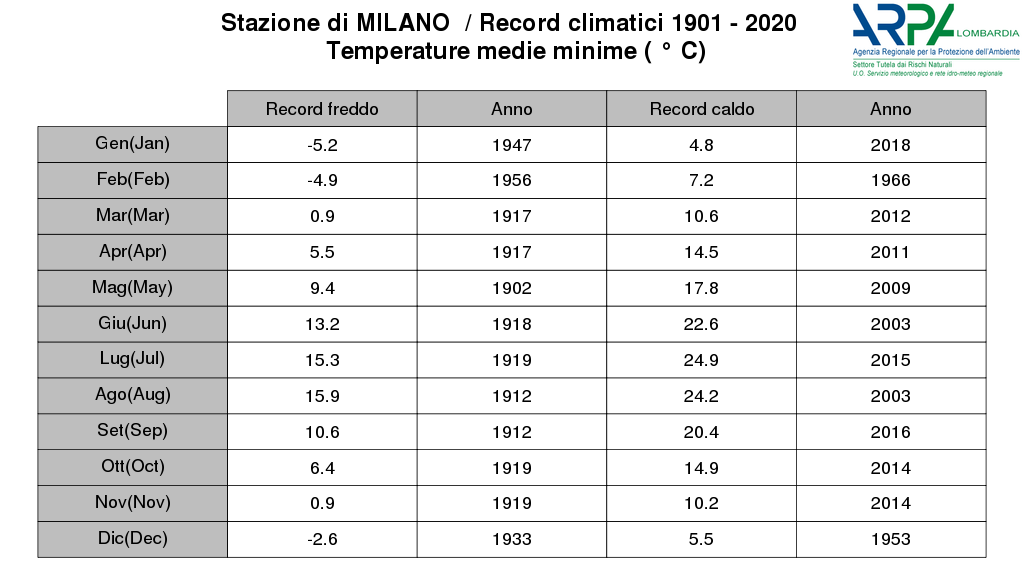 Stazione di MILANO / Record climatici 1901 - 2020
Temperature medie minime ( ° C)
ARPA LOMBARDIA
Agenzia Regionale per la Protezione dell'Ambiente
Settore Tutela dai Rischi Naturali
U.O. Servizio meteorologico e rete idro-meteo regionale
Record freddo Anno Record caldo Anno
Gen(Jan) -5.2 1947 4.8 2018
Feb(Feb) -4.9 1956 7.2 1966
Mar(Mar) 0.9 1917 10.6 2012
Apr(Apr) 5.5 1917 14.5 2011
Mag(May) 9.4 1902 17.8 2009
Giu(Jun) 13.2 1918 22.6 2003
Lug(Jul) 15.3 1919 24.9 2015
Ago(Aug) 15.9 1912 24.2 2003
Set(Sep) 10.6 1912 20.4 2016
Ott(Oct) 6.4 1919 14.9 2014
Nov(Nov) 0.9 1919 10.2 2014
Dic(Dec) -2.6 1933 5.5 1953